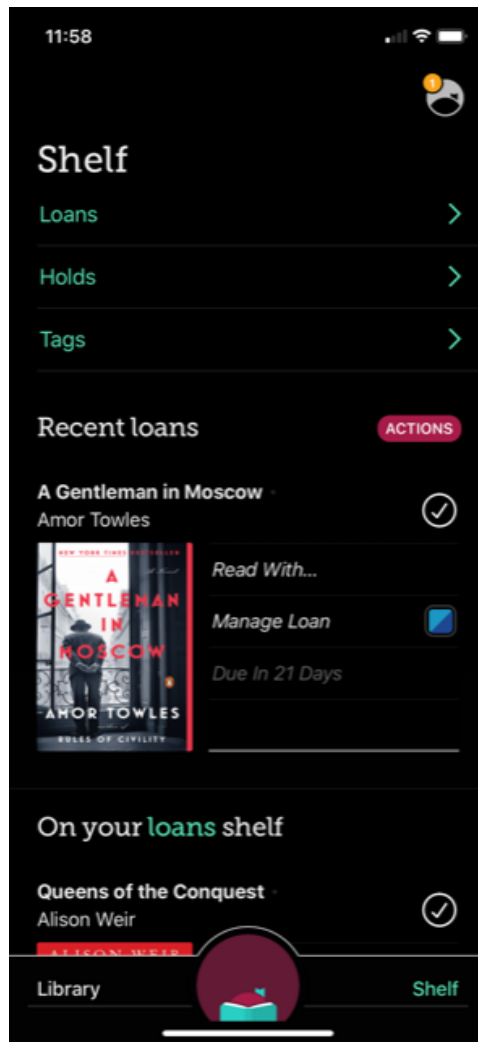 11:58
1
Shelf
Loans
Holds
Tags
Recent loans
ACTIONS
A Gentleman in Moscow
Amor Towles
NEW YORK TIMES BESTSELLER
A
GENTLEMAN
IN
MOSCOW
AMOR TOWLES
RULES OF CIVILITY
Read With...
Manage Loan
Due In 21 Days
On your loans shelf
Queens of the Conquest
Alison Weir
ALISON WEIR
Library
Shelf